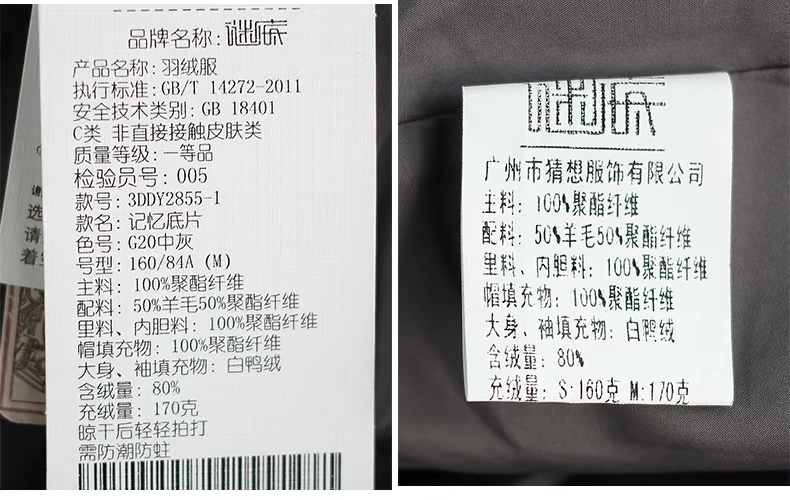 品牌名称: 谜底
产品名称: 羽绒服
执行标准: GB/T 14272-2011
安全技术类别: GB 18401
C类 非直接接触皮肤类
质量等级: 一等品
检验员号: 005
款号: 3DDY2855-1
款名: 记忆底片
色号: G20中灰
号型: 160/84A (M)
主料: 100%聚酯纤维
配料: 50%羊毛50%聚酯纤维
里料、内胆料: 100%聚酯纤维
帽填充物: 100%聚酯纤维
大身、袖填充物: 白鸭绒
含绒量: 80%
充绒量: 170克
晾干后轻轻拍打
需防潮防蛀
选
请
着
谜底
广州市猜想服饰有限公司
主料: 100%聚酯纤维
配料: 50%羊毛50%聚酯纤维
里料、内胆料: 100%聚酯纤维
帽填充物: 100%聚酯纤维
大身、袖填充物: 白鸭绒
含绒量: 80%
充绒量: S:160克 M:170克